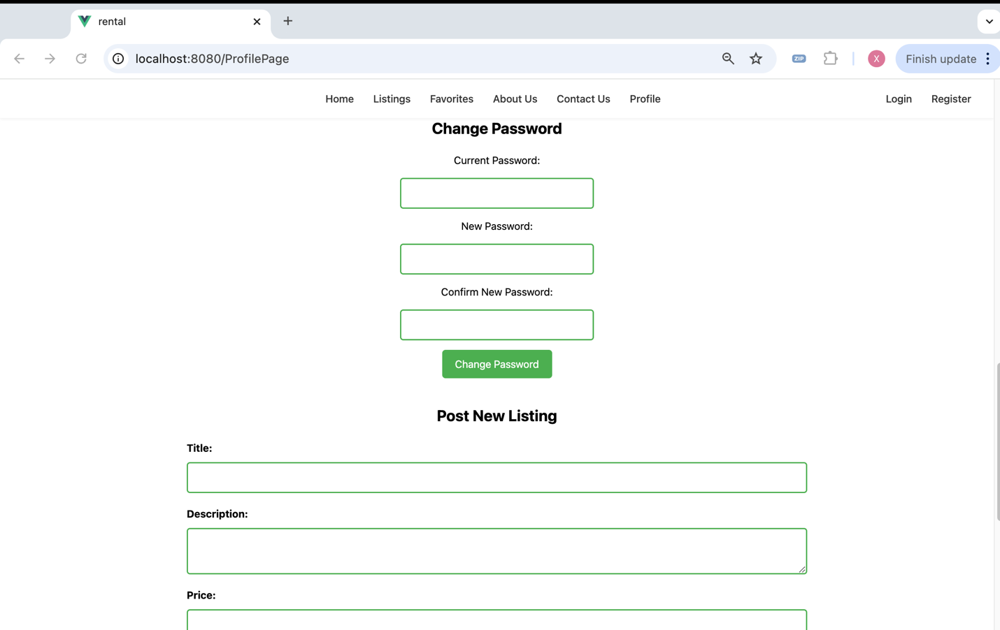 rental
localhost:8080/ProfilePage
ZIP
X
Finish update
Home Listings Favorites About Us Contact Us Profile Login Register
Change Password
Current Password:
New Password:
Confirm New Password:
Change Password
Post New Listing
Title:
Description:
Price: